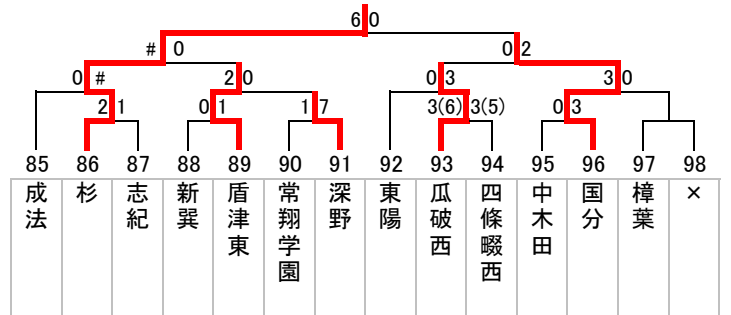 6 0
# 0 0 2
0 # 2 0 0 3 3 0
2 1 0 1 1 7 3(6) 3(5) 0 3
85 86 87 88 89 90 91 92 93 94 95 96 97 98
成法
杉
志紀
新巽
盾津東
常翔学園
深野
東陽
瓜破西
四條畷西
中木田
国分
樟葉
×